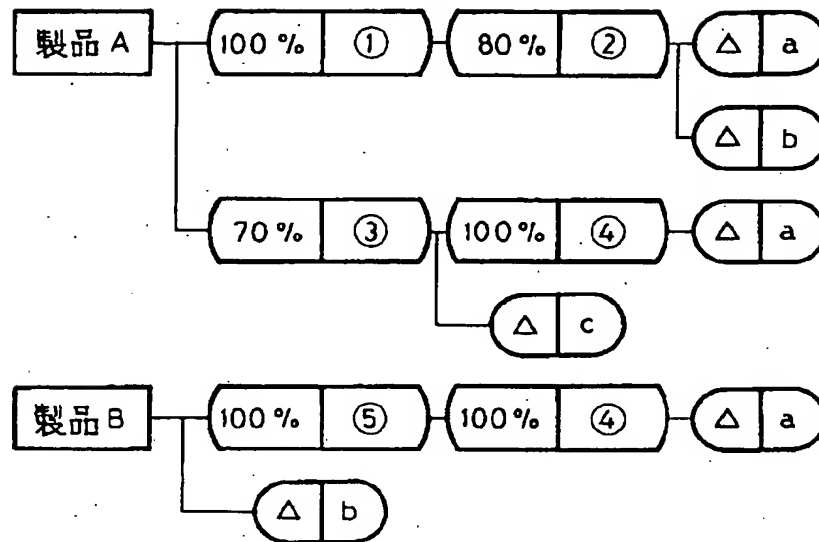 製品A 100% ① 80% ② △ a
△ b
70% ③ 100% ④ △ a
△ c
製品B 100% ⑤ 100% ④ △ a
△ b